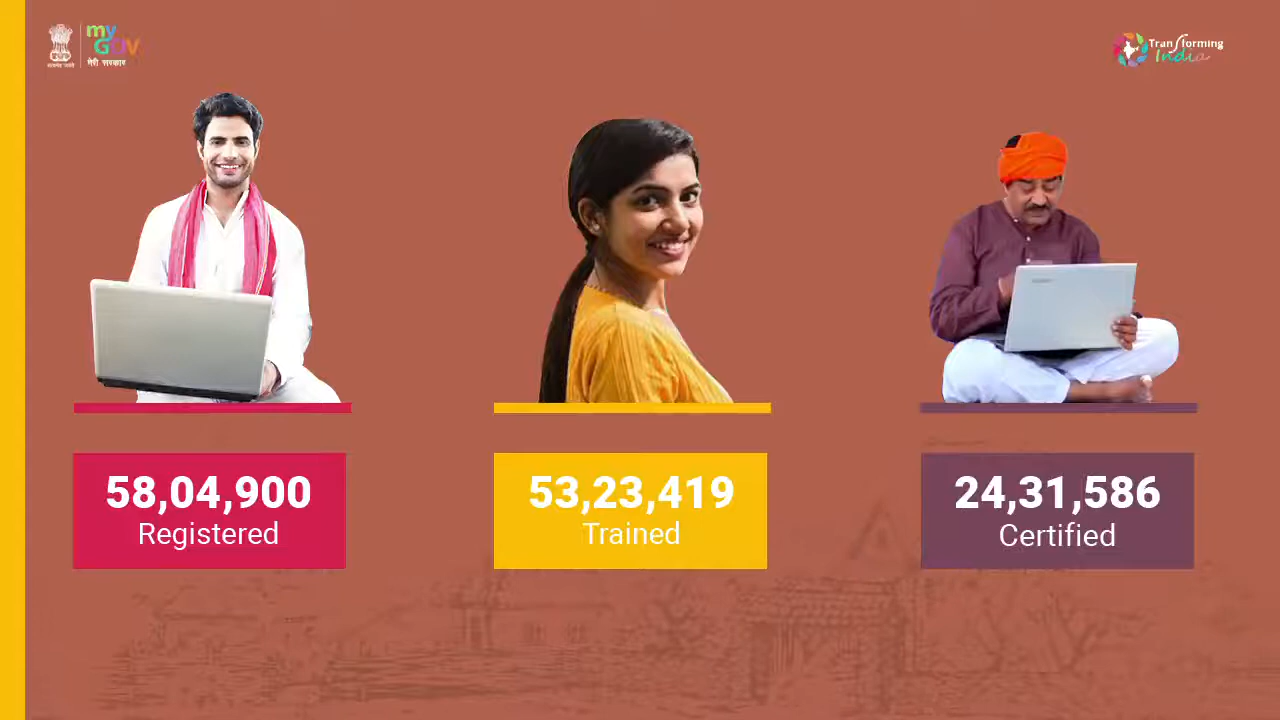 my
GOV
मेरी सरकार
Transforming
India
58,04,900
Registered
53,23,419
Trained
24,31,586
Certified